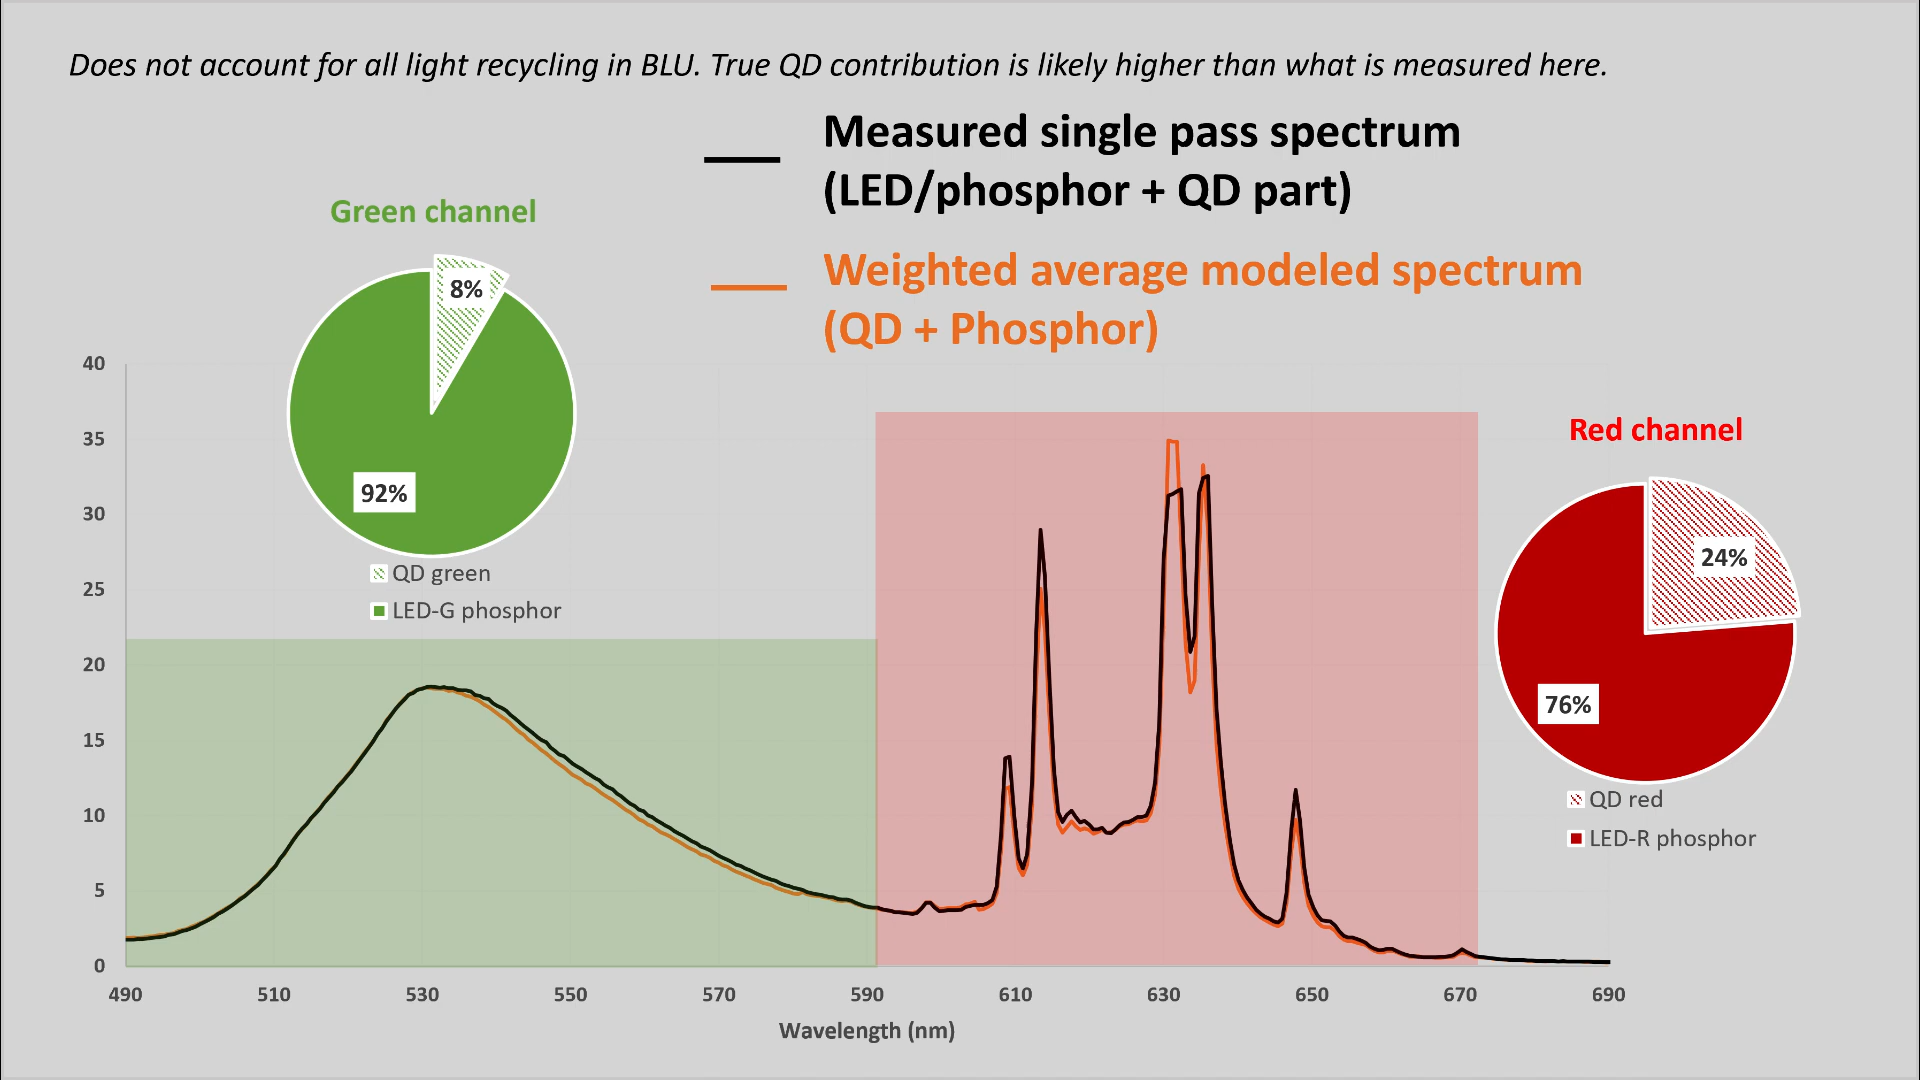 Does not account for all light recycling in BLU. True QD contribution is likely higher than what is measured here.
Measured single pass spectrum
(LED/phosphor + QD part)
Weighted average modeled spectrum
(QD + Phosphor)
Green channel
8%
92%
QD green
LED-G phosphor
Red channel
24%
76%
QD red
LED-R phosphor
40
35
30
25
20
15
10
5
0
490 510 530 550 570 590 610 630 650 670 690
Wavelength (nm)